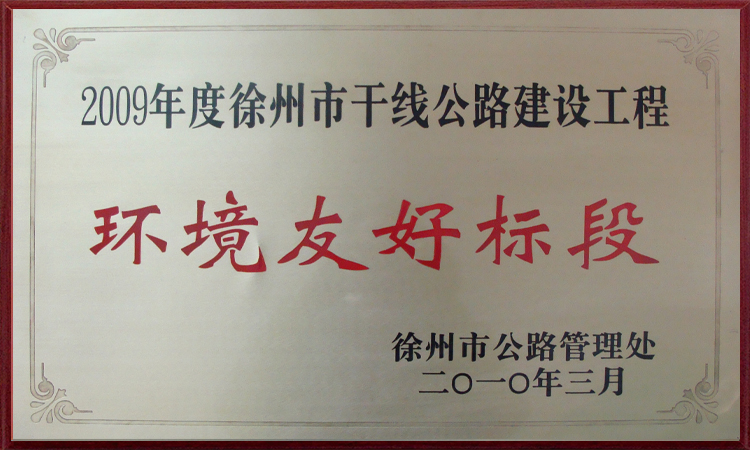 2009年度徐州市干线公路建设工程
环境友好标段
徐州市公路管理处
二〇一〇年三月